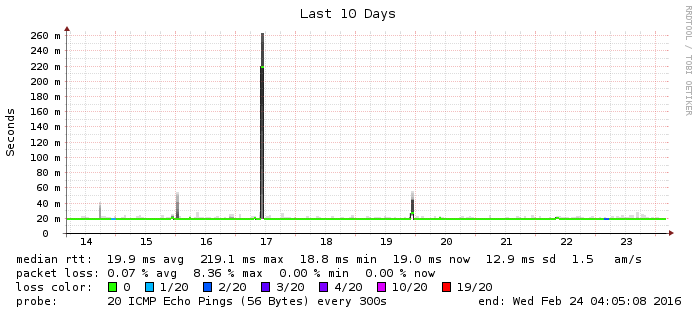 Last 10 Days
RRDTOOL / TOBI OETIKER
Seconds
260 m
240 m
220 m
200 m
180 m
160 m
140 m
120 m
100 m
80 m
60 m
40 m
20 m
0
14 15 16 17 18 19 20 21 22 23
median rtt: 19.9 ms avg 219.1 ms max 18.8 ms min 19.0 ms now 12.9 ms sd 1.5 am/s
packet loss: 0.07 % avg 8.36 % max 0.00 % min 0.00 % now
loss color: 0 1/20 2/20 3/20 4/20 10/20 19/20
probe: 20 ICMP Echo Pings (56 Bytes) every 300s end: Wed Feb 24 04:05:08 2016